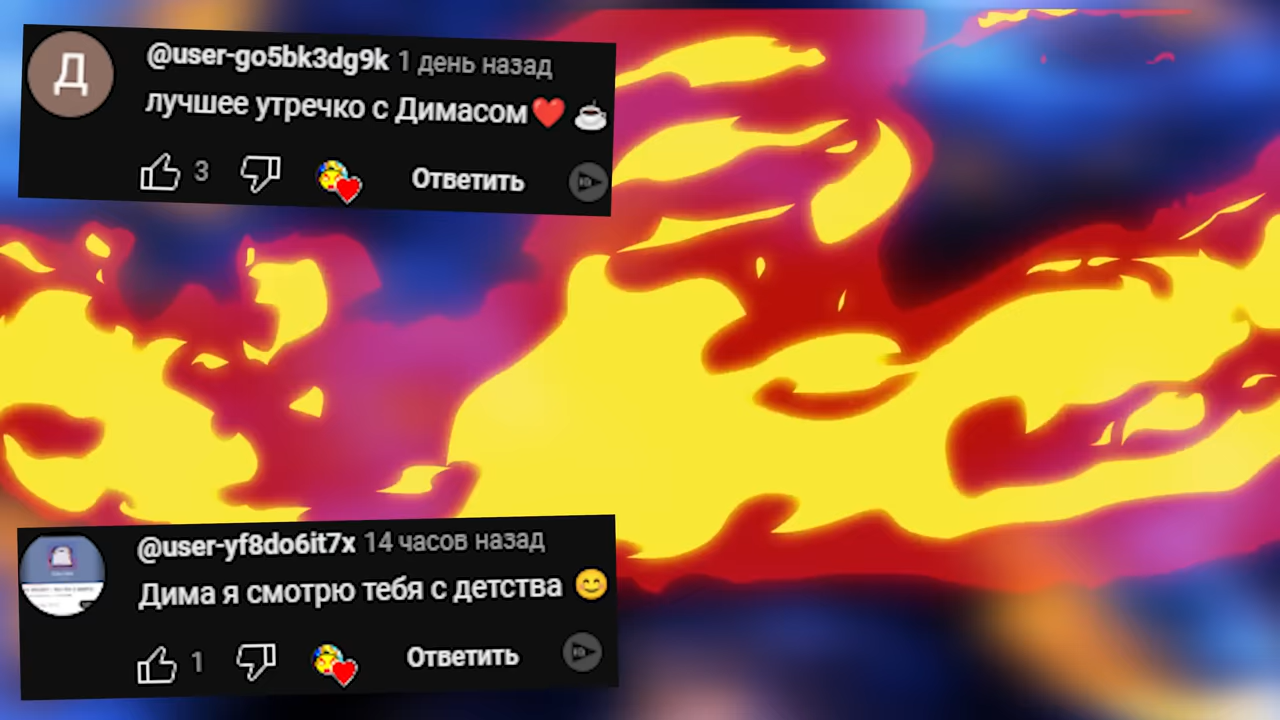 Д
@user-go5bk3dg9k 1 день назад
лучшее утречко с Димасом❤️ ☕
3
Ответить
@user-yf8do6it7x 14 часов назад
Дима я смотрю тебя с детства 😊
1
Ответить